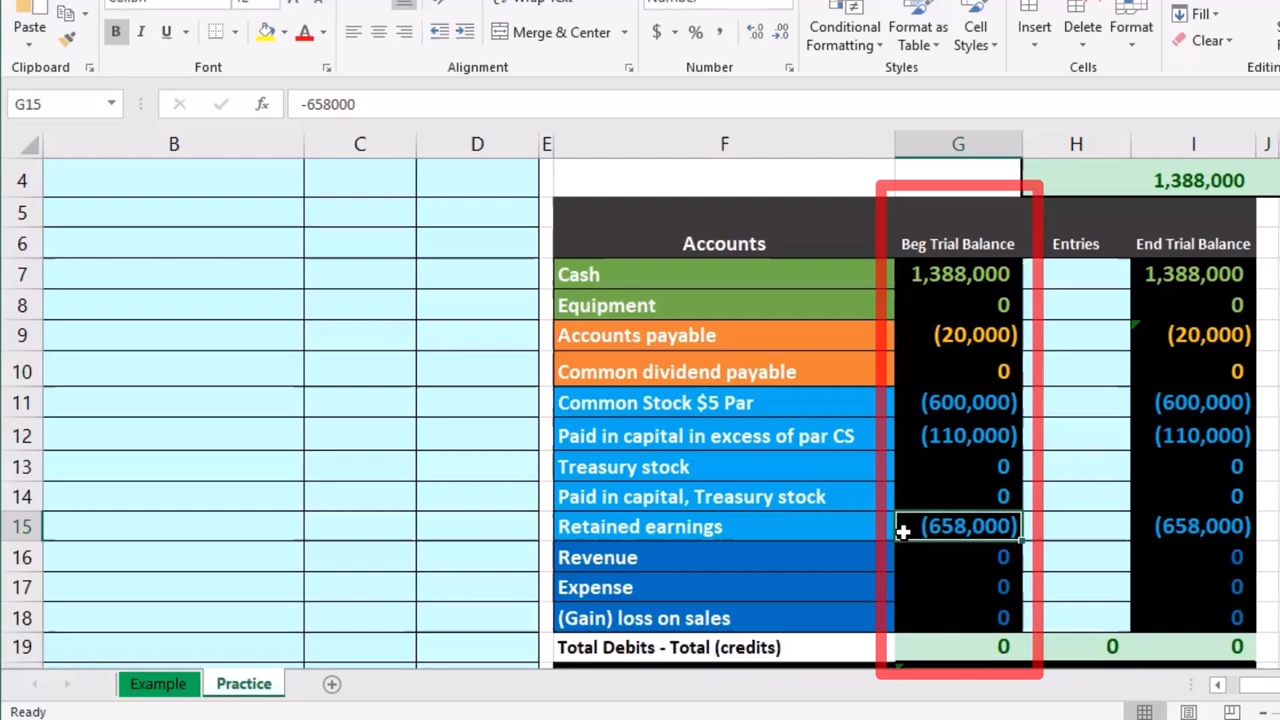 Paste
B I U
Merge & Center
$ % ,
Conditional Format as Cell
Formatting Table Styles
Insert Delete Format
Fill
Clear
Clipboard Font Alignment Number Styles Cells
G15 fx -658000
B C D E F G H I J
4 1,388,000
5
6 Accounts Beg Trial Balance Entries End Trial Balance
7 Cash 1,388,000 1,388,000
8 Equipment 0 0
9 Accounts payable (20,000) (20,000)
10 Common dividend payable 0 0
11 Common Stock $5 Par (600,000) (600,000)
12 Paid in capital in excess of par CS (110,000) (110,000)
13 Treasury stock 0 0
14 Paid in capital, Treasury stock 0 0
15 Retained earnings (658,000) (658,000)
16 Revenue 0 0
17 Expense 0 0
18 (Gain) loss on sales 0 0
19 Total Debits - Total (credits) 0 0 0
Example Practice
Ready